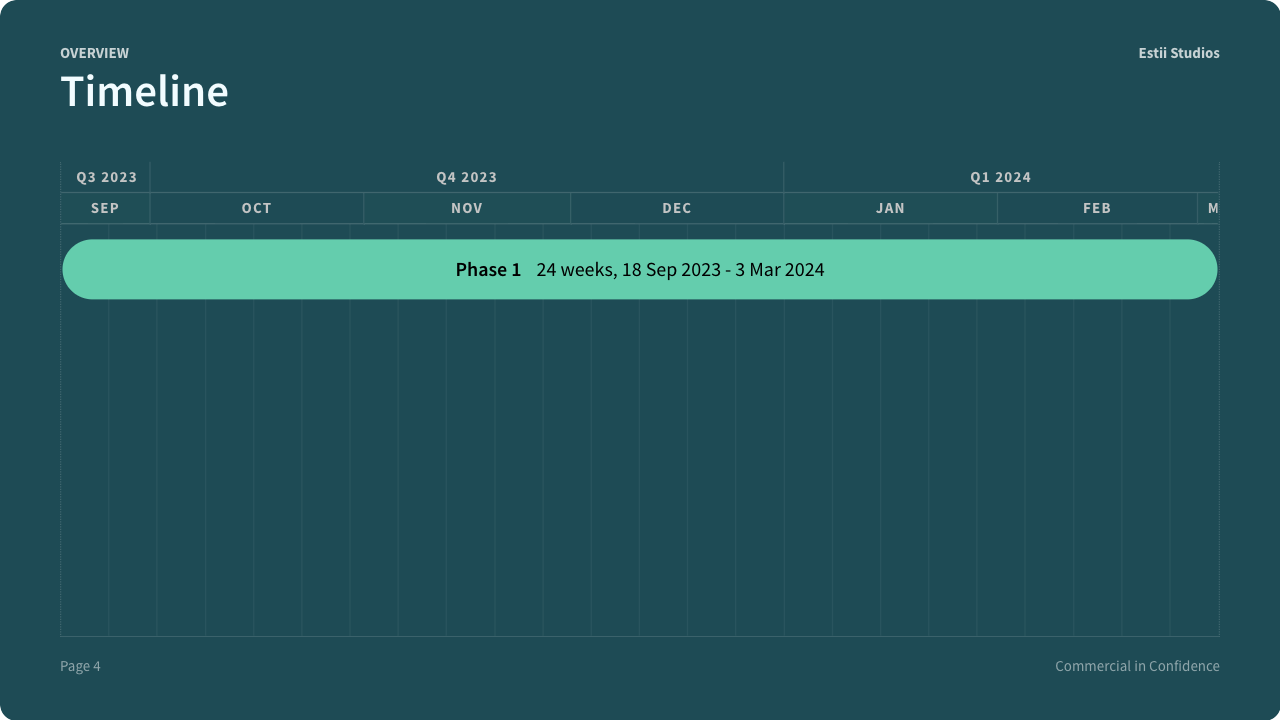 OVERVIEW
Estii Studios
Timeline
Q3 2023 Q4 2023 Q1 2024
SEP OCT NOV DEC JAN FEB M
Phase 1 24 weeks, 18 Sep 2023 - 3 Mar 2024
Page 4
Commercial in Confidence